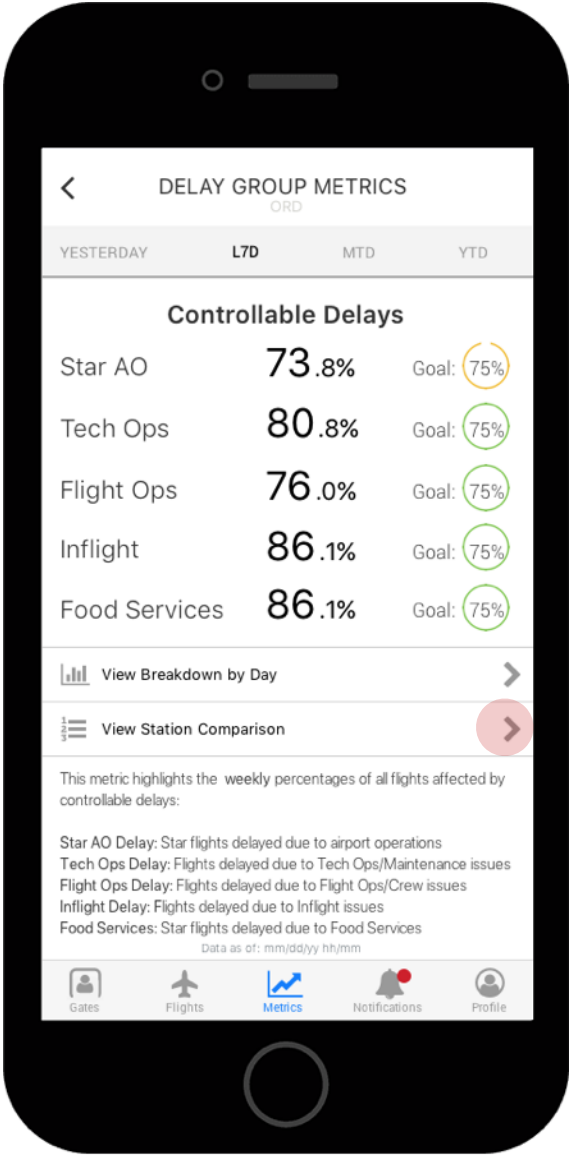 DELAY GROUP METRICS
ORD
YESTERDAY L7D MTD YTD
Controllable Delays
Star AO 73.8% Goal: 75%
Tech Ops 80.8% Goal: 75%
Flight Ops 76.0% Goal: 75%
Inflight 86.1% Goal: 75%
Food Services 86.1% Goal: 75%
View Breakdown by Day
1 2 3 View Station Comparison
This metric highlights the weekly percentages of all flights affected by
controllable delays:
Star AO Delay: Star flights delayed due to airport operations
Tech Ops Delay: Flights delayed due to Tech Ops/Maintenance issues
Flight Ops Delay: Flights delayed due to Flight Ops/Crew issues
Inflight Delay: Flights delayed due to Inflight issues
Food Services: Star flights delayed due to Food Services
Data as of: mm/dd/yy hh/mm
Gates Flights Metrics Notifications Profile